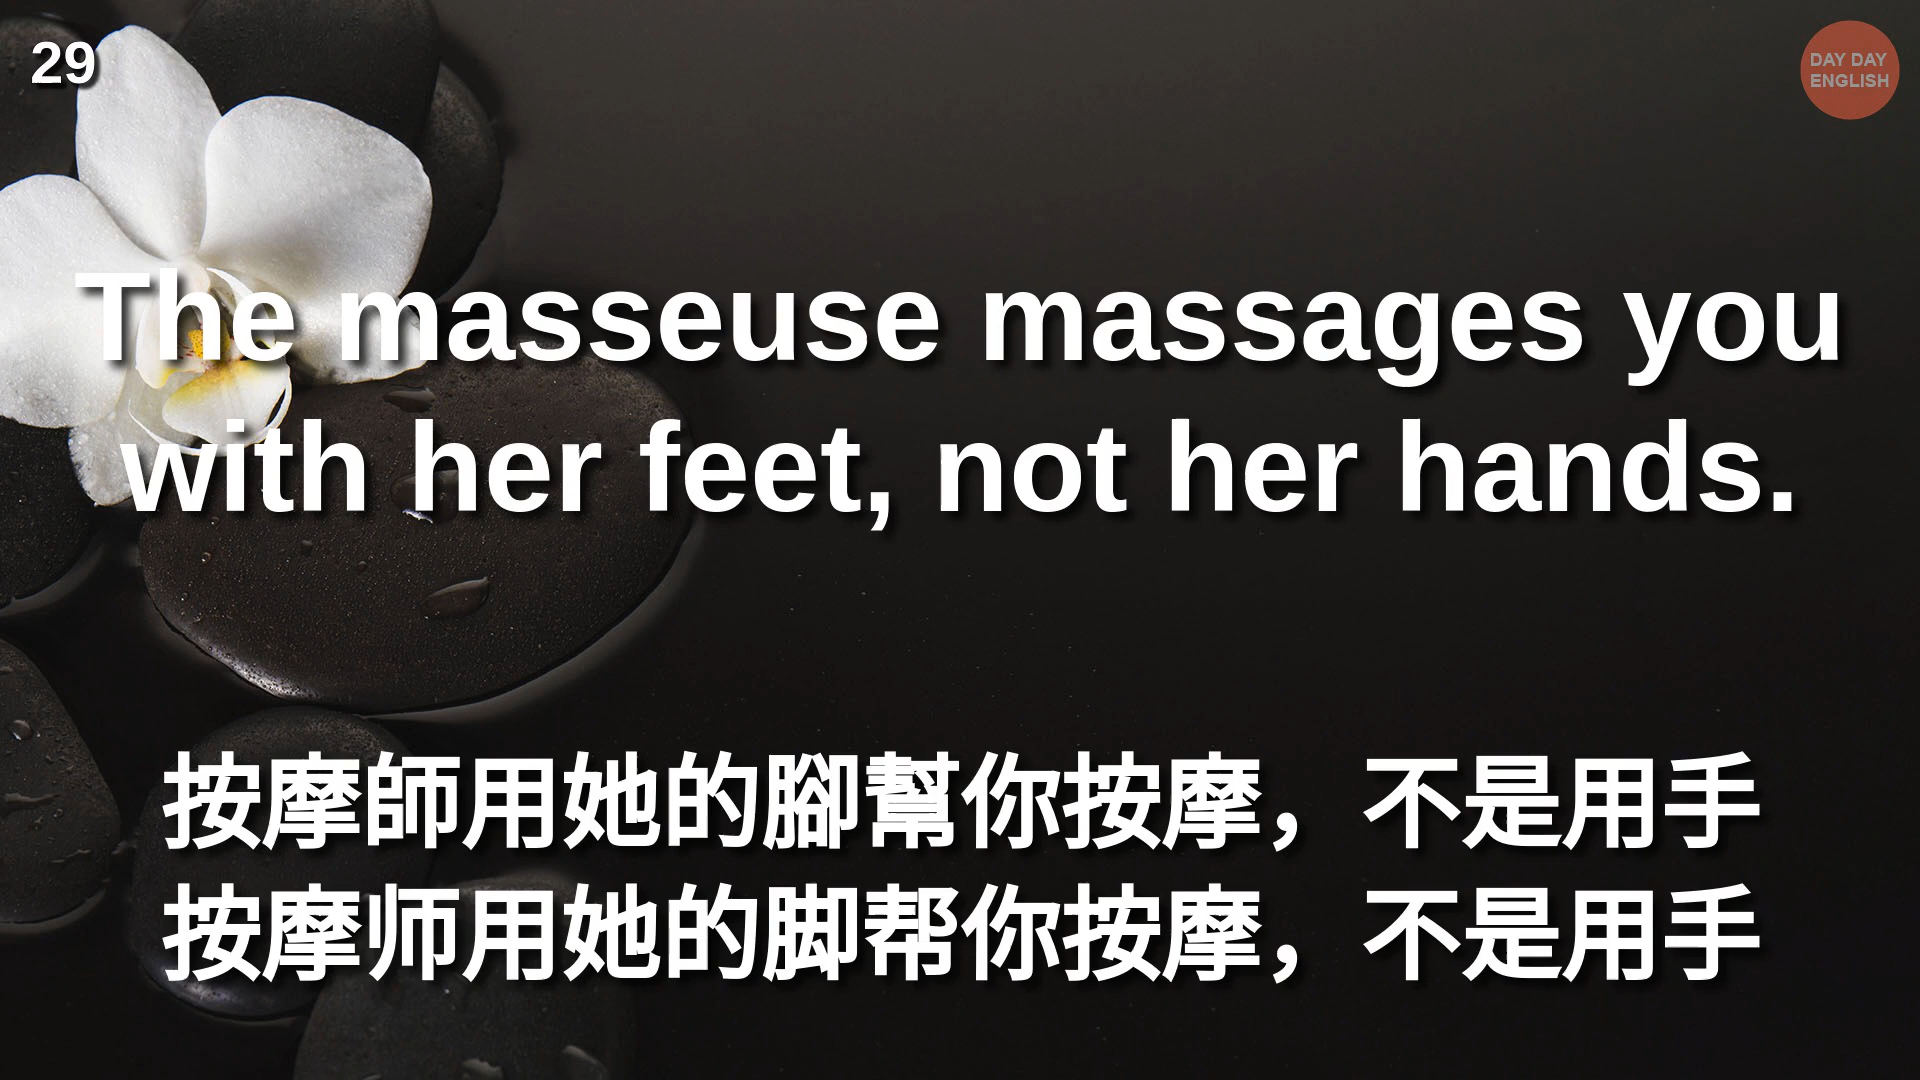 29
DAY DAY
ENGLISH
The masseuse massages you
with her feet, not her hands.
按摩師用她的腳幫你按摩，不是用手
按摩师用她的脚帮你按摩，不是用手